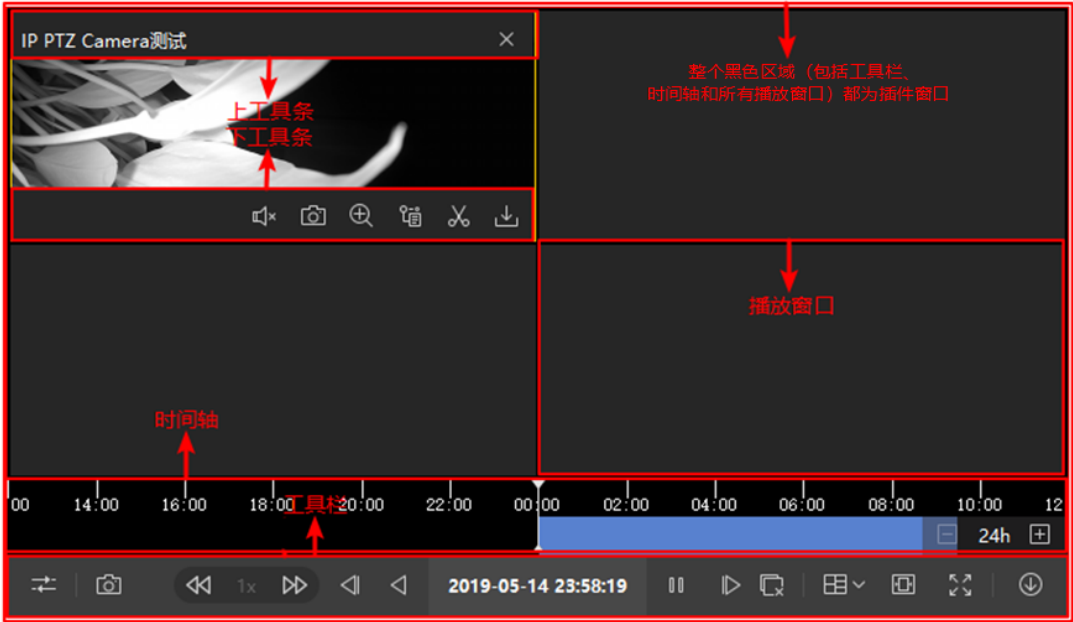 IP PTZ Camera测试
整个黑色区域（包括工具栏、
时间轴和所有播放窗口）都为插件窗口
上工具条
下工具条
播放窗口
时间轴
00 14:00 16:00 18:00 20:00 22:00 00:00 02:00 04:00 06:00 08:00 10:00 12
工具栏
24h
1x
2019-05-14 23:58:19